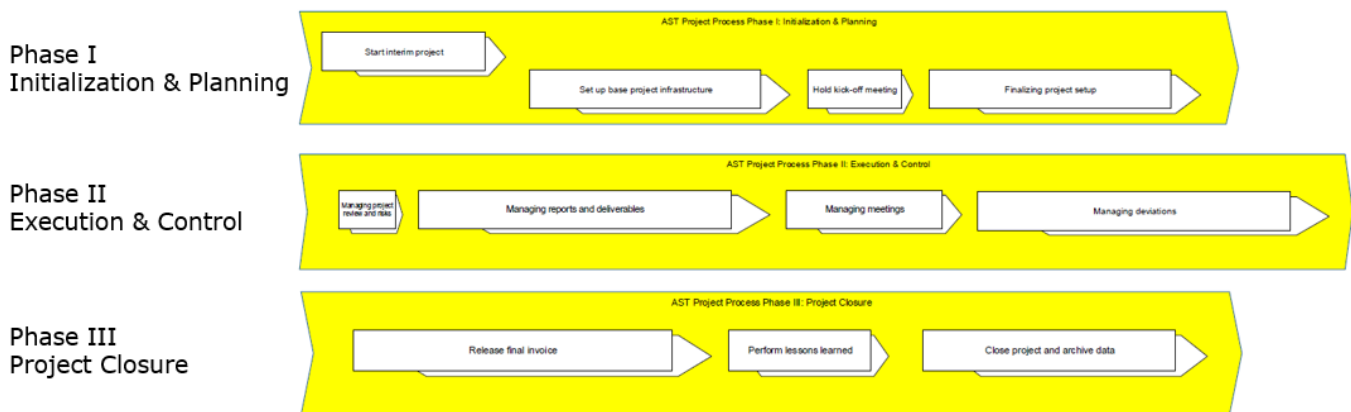 Phase I
Initialization & Planning
AST Project Process Phase I: Initialization & Planning
Start interim project
Set up base project infrastructure
Hold kick-off meeting
Finalizing project setup
Phase II
Execution & Control
AST Project Process Phase II: Execution & Control
Managing project
review and risks
Managing reports and deliverables
Managing meetings
Managing deviations
Phase III
Project Closure
AST Project Process Phase III: Project Closure
Release final invoice
Perform lessons learned
Close project and archive data